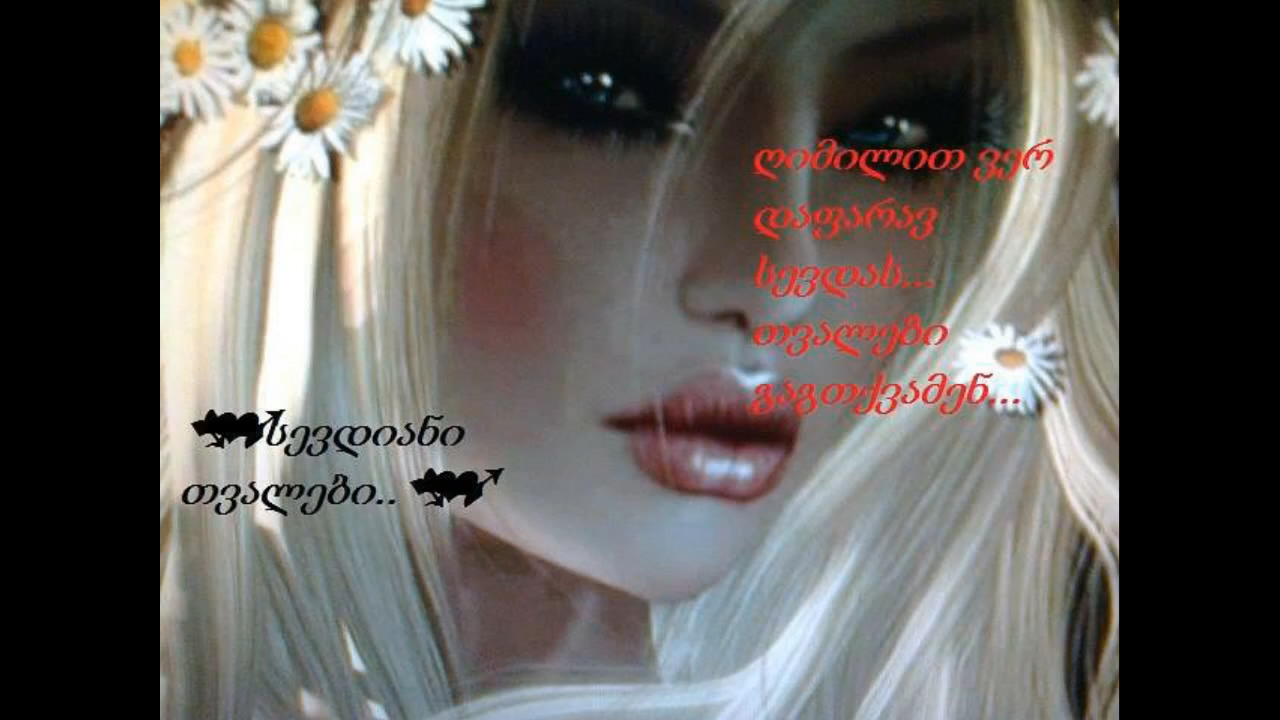 ღიმილით ვერ
დაფარავ
სევდას...
თვალები
გაგთქვამენ...
სევდიანი
თვალები..